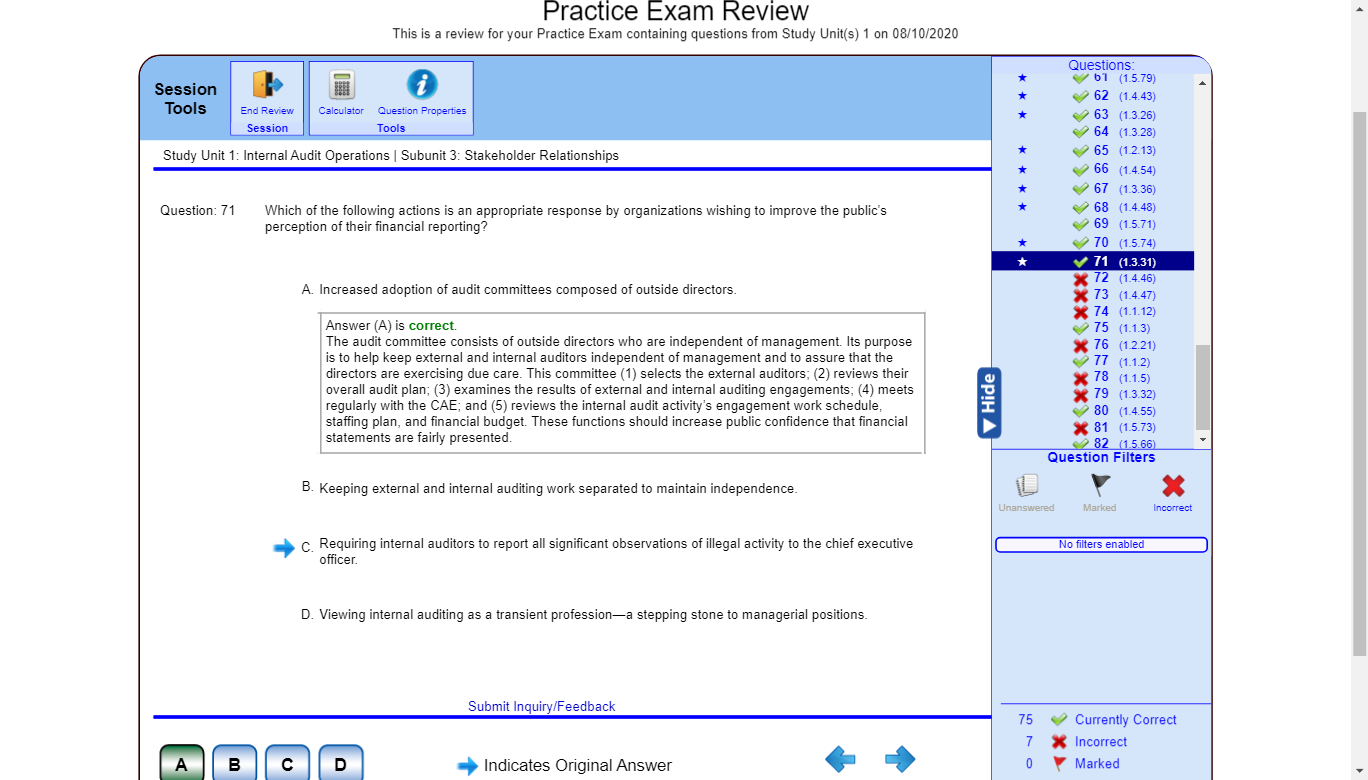 Practice Exam Review
This is a review for your Practice Exam containing questions from Study Unit(s) 1 on 08/10/2020
Session
Tools
End Review
Session
Calculator
Question Properties
Tools
Study Unit 1: Internal Audit Operations | Subunit 3: Stakeholder Relationships
Question: 71
Which of the following actions is an appropriate response by organizations wishing to improve the public's
perception of their financial reporting?
A. Increased adoption of audit committees composed of outside directors.
Answer (A) is correct.
The audit committee consists of outside directors who are independent of management. Its purpose
is to help keep external and internal auditors independent of management and to assure that the
directors are exercising due care. This committee (1) selects the external auditors; (2) reviews their
overall audit plan; (3) examines the results of external and internal auditing engagements; (4) meets
regularly with the CAE; and (5) reviews the internal audit activity's engagement work schedule,
staffing plan, and financial budget. These functions should increase public confidence that financial
statements are fairly presented.
B. Keeping external and internal auditing work separated to maintain independence.
C. Requiring internal auditors to report all significant observations of illegal activity to the chief executive
officer.
D. Viewing internal auditing as a transient profession—a stepping stone to managerial positions.
Submit Inquiry/Feedback
A B C D
Indicates Original Answer
Questions:
61 (1.5.79)
62 (1.4.43)
63 (1.3.26)
64 (1.3.28)
65 (1.2.13)
66 (1.4.54)
67 (1.3.36)
68 (1.4.48)
69 (1.5.71)
70 (1.5.74)
71 (1.3.31)
72 (1.4.46)
73 (1.4.47)
74 (1.1.12)
75 (1.1.3)
76 (1.2.21)
77 (1.1.2)
78 (1.1.5)
79 (1.3.32)
80 (1.4.55)
81 (1.5.73)
82 (1.5.66)
Hide
Question Filters
Unanswered
Marked
Incorrect
No filters enabled
75 Currently Correct
7 Incorrect
0 Marked